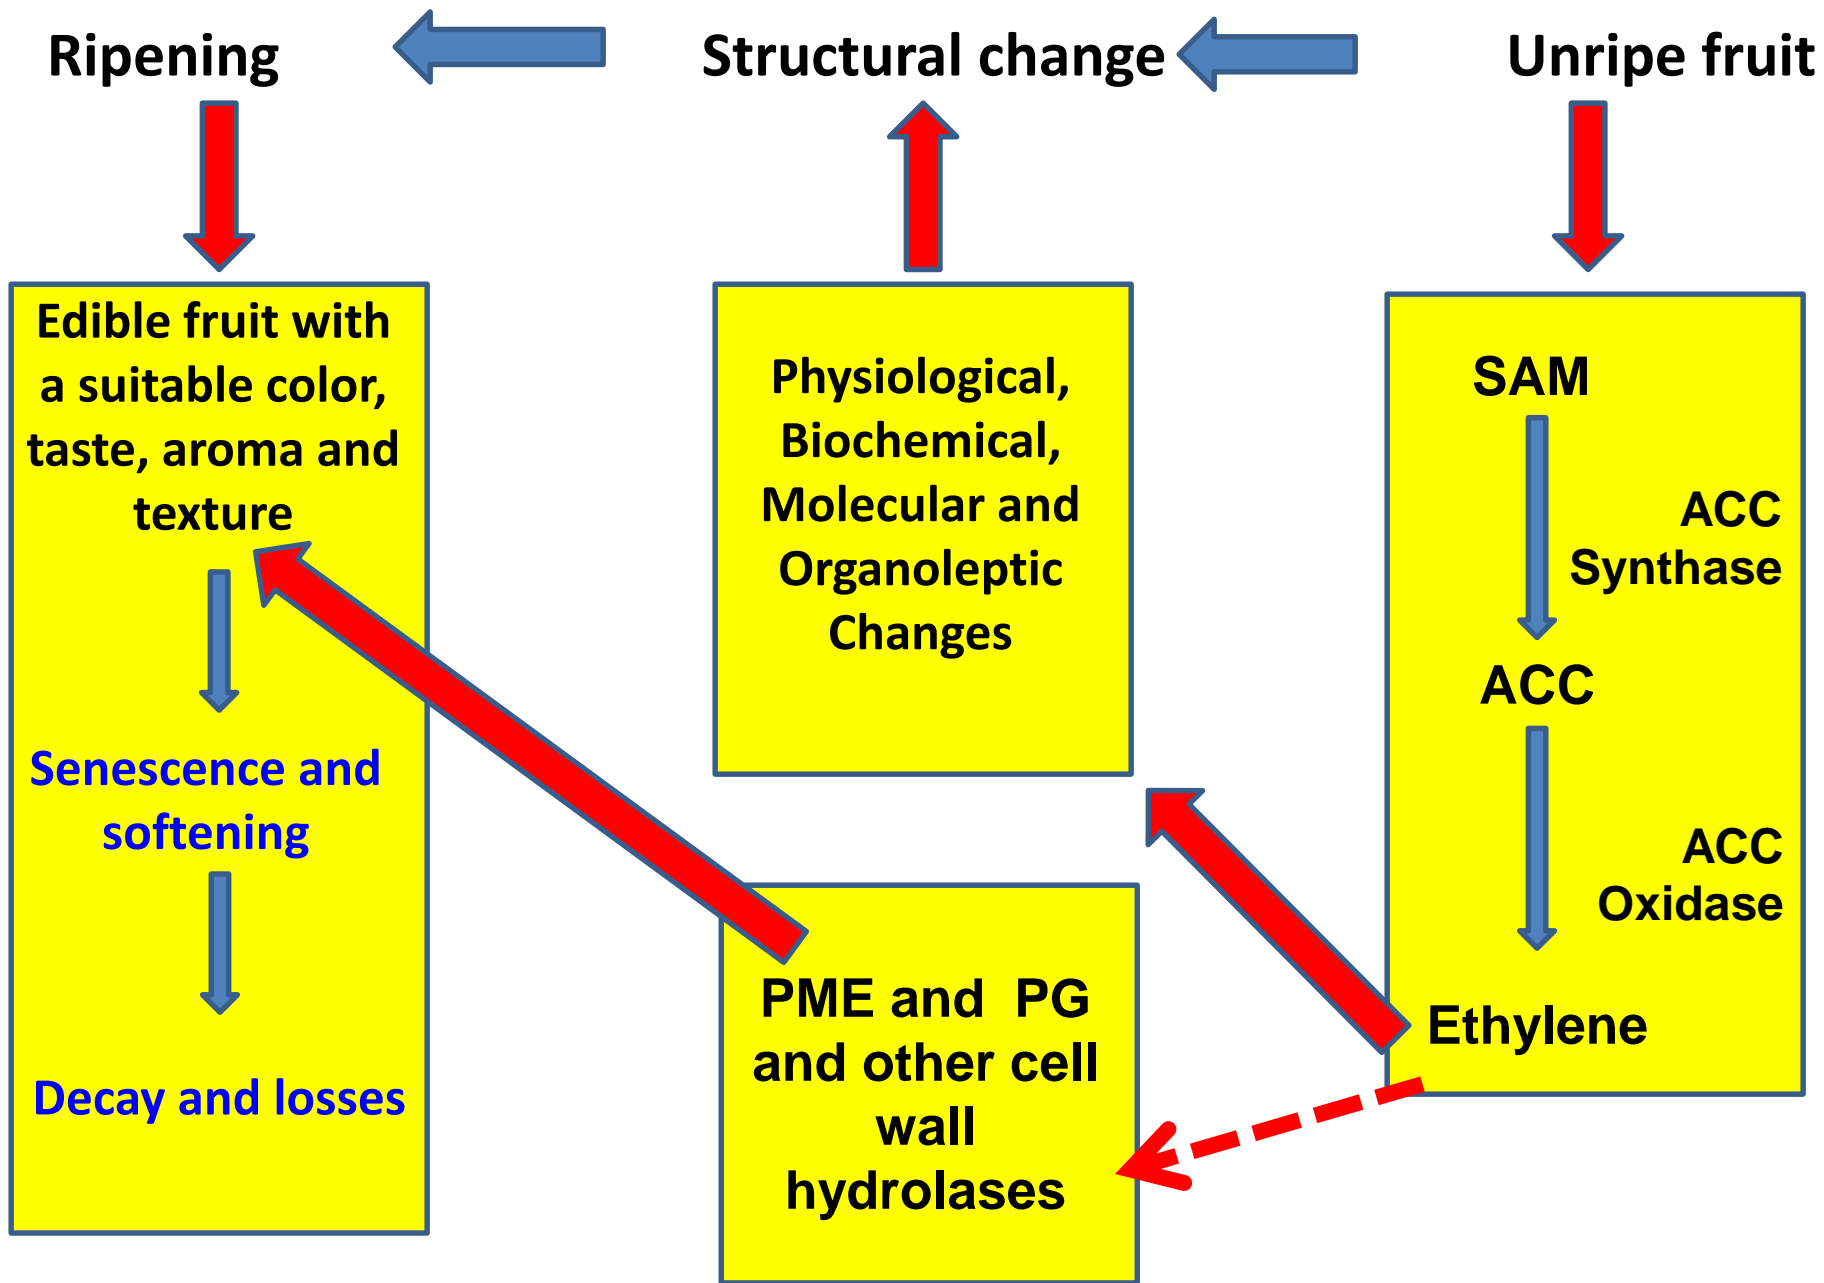 Ripening
Structural change
Unripe fruit
Edible fruit with
a suitable color,
taste, aroma and
texture
Senescence and
softening
Decay and losses
Physiological,
Biochemical,
Molecular and
Organoleptic
Changes
PME and  PG
and other cell
wall
hydrolases
SAM
ACC
Synthase
ACC
ACC
Oxidase
Ethylene